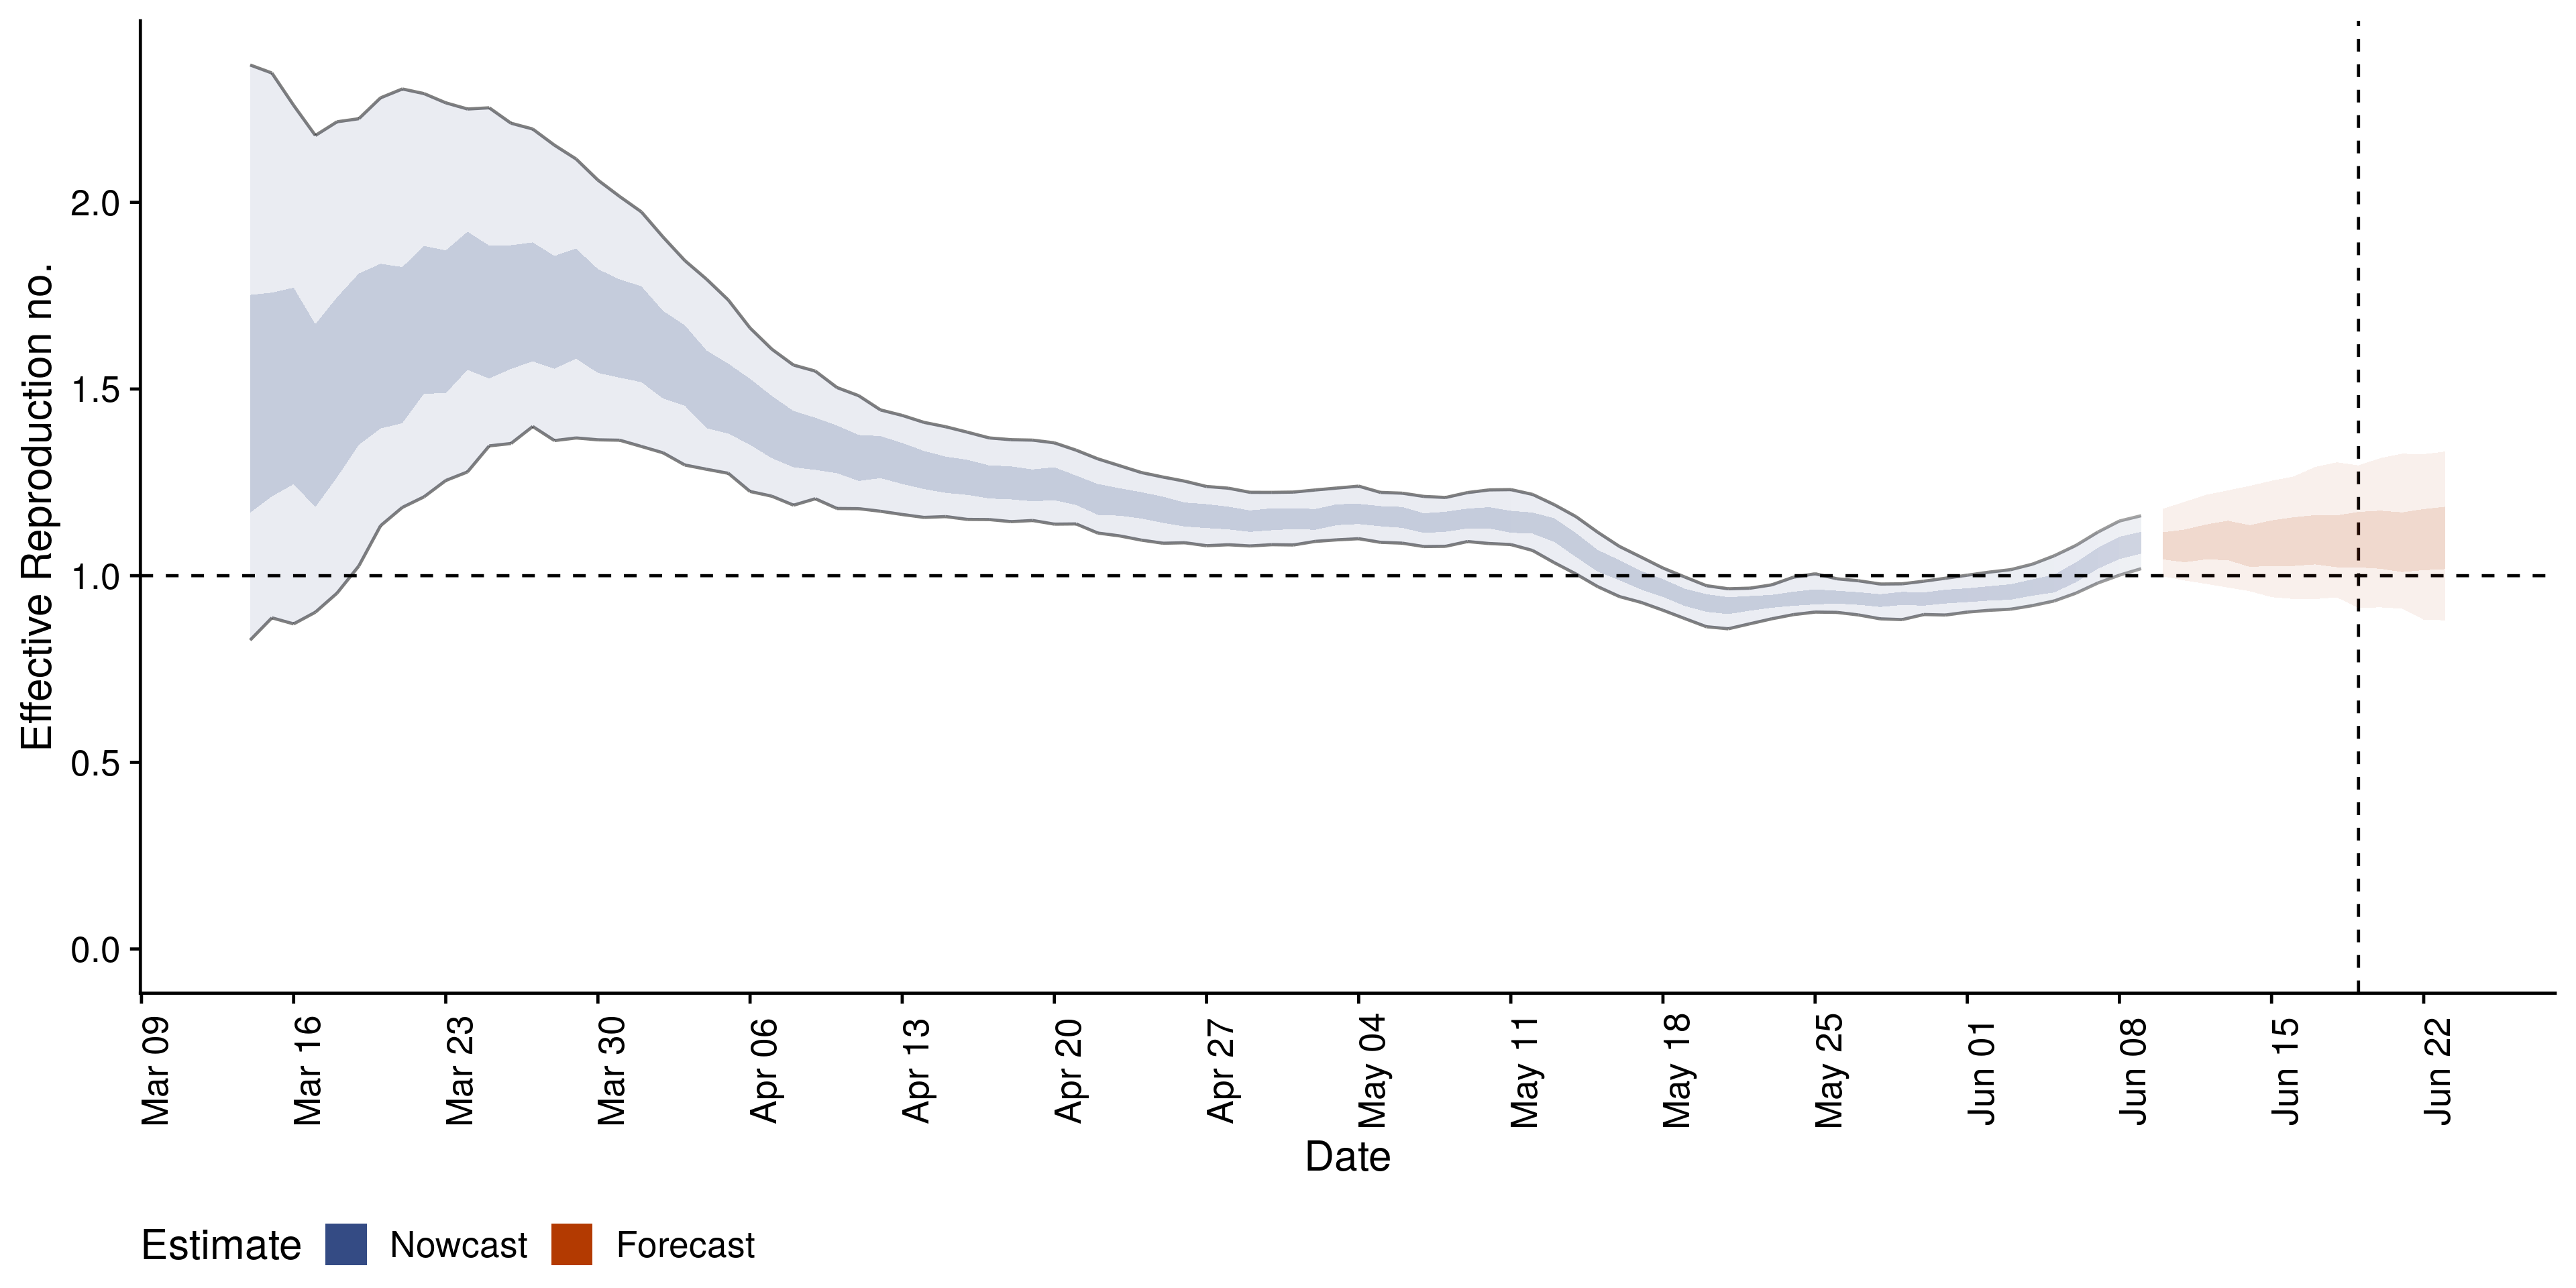 Effective Reproduction no.
2.0
1.5
1.0
0.5
0.0
Mar 09
Mar 16
Mar 23
Mar 30
Apr 06
Apr 13
Apr 20
Apr 27
May 04
May 11
May 18
May 25
Jun 01
Jun 08
Jun 15
Jun 22
Date
Estimate Nowcast Forecast